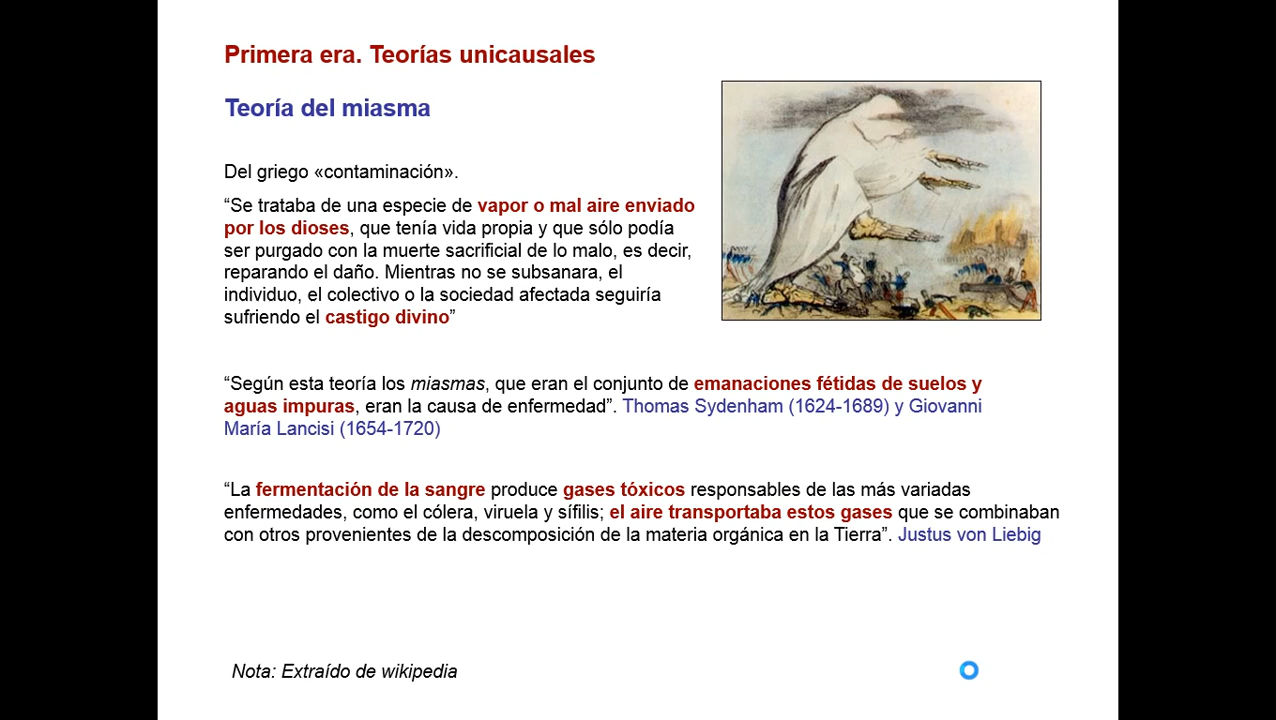 Primera era. Teorías unicausales
Teoría del miasma
Del griego «contaminación».
“Se trataba de una especie de vapor o mal aire enviado
por los dioses, que tenía vida propia y que sólo podía
ser purgado con la muerte sacrificial de lo malo, es decir,
reparando el daño. Mientras no se subsanara, el
individuo, el colectivo o la sociedad afectada seguiría
sufriendo el castigo divino”
“Según esta teoría los miasmas, que eran el conjunto de emanaciones fétidas de suelos y
aguas impuras, eran la causa de enfermedad”. Thomas Sydenham (1624-1689) y Giovanni
María Lancisi (1654-1720)
“La fermentación de la sangre produce gases tóxicos responsables de las más variadas
enfermedades, como el cólera, viruela y sífilis; el aire transportaba estos gases que se combinaban
con otros provenientes de la descomposición de la materia orgánica en la Tierra”. Justus von Liebig
Nota: Extraído de wikipedia